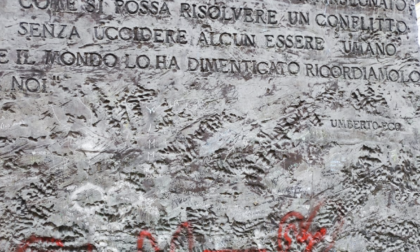 COME SI POSSA RISOLVERE UN CONFLITTO
SENZA UCCIDERE ALCUN ESSERE UMANO
E IL MONDO LO HA DIMENTICATO RICORDIAMOLO
NOI"
UMBERTO ECO